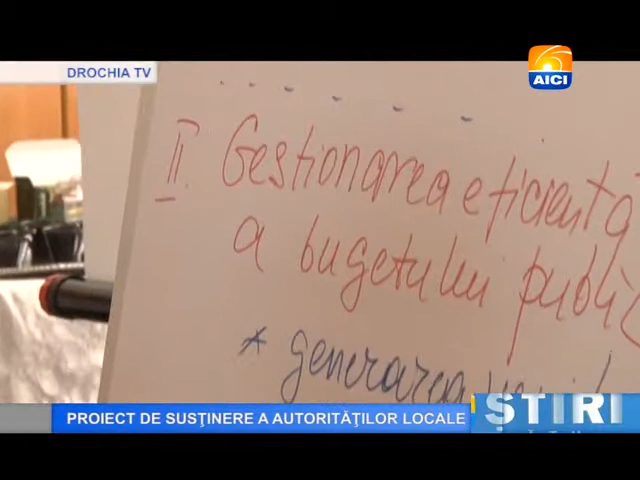 DROCHIA TV
AICI
II. Gestionarea eficientă
a bugetului public
* generarea
PROIECT DE SUSŢINERE A AUTORITĂŢILOR LOCALE
ŞTIRI